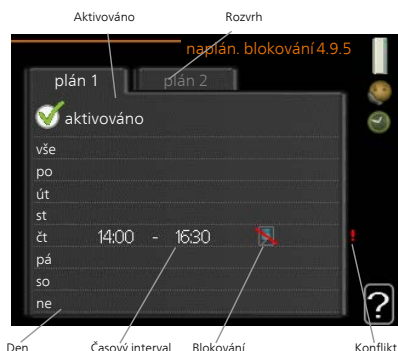 Aktivováno Rozvrh
naplán. blokování 4.9.5
plán 1 plán 2
aktivováno
vše
po
út
st
čt 14:00 - 16:30 !
pá
so
ne
?
Den Časový interval Blokování Konflikt